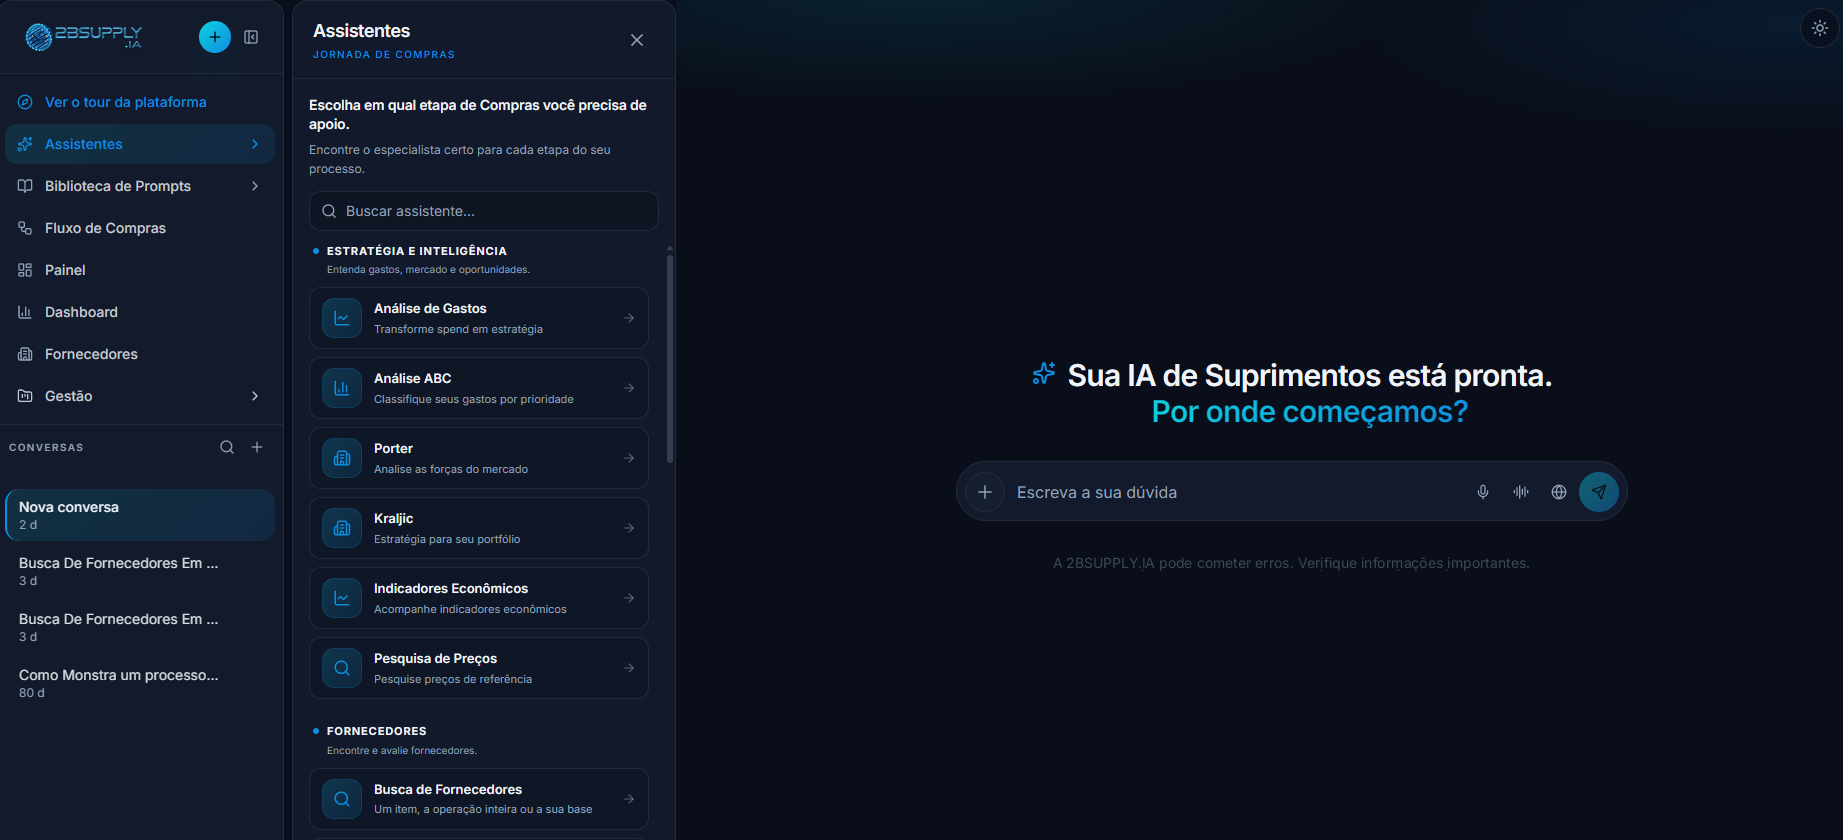 2BSUPPLY
.IA
Ver o tour da plataforma
Assistentes
Biblioteca de Prompts
Fluxo de Compras
Painel
Dashboard
Fornecedores
Gestão
CONVERSAS
Nova conversa
2 d
Busca De Fornecedores Em ...
3 d
Busca De Fornecedores Em ...
3 d
Como Monstra um processo...
80 d
Assistentes
JORNADA DE COMPRAS
Escolha em qual etapa de Compras você precisa de
apoio.
Encontre o especialista certo para cada etapa do seu
processo.
Buscar assistente...
ESTRATÉGIA E INTELIGÊNCIA
Entenda gastos, mercado e oportunidades.
Análise de Gastos
Transforme spend em estratégia
Análise ABC
Classifique seus gastos por prioridade
Porter
Analise as forças do mercado
Kraljic
Estratégia para seu portfólio
Indicadores Econômicos
Acompanhe indicadores econômicos
Pesquisa de Preços
Pesquise preços de referência
FORNECEDORES
Encontre e avalie fornecedores.
Busca de Fornecedores
Um item, a operação inteira ou a sua base
Sua IA de Suprimentos está pronta.
Por onde começamos?
Escreva a sua dúvida
A 2BSUPPLY.IA pode cometer erros. Verifique informações importantes.